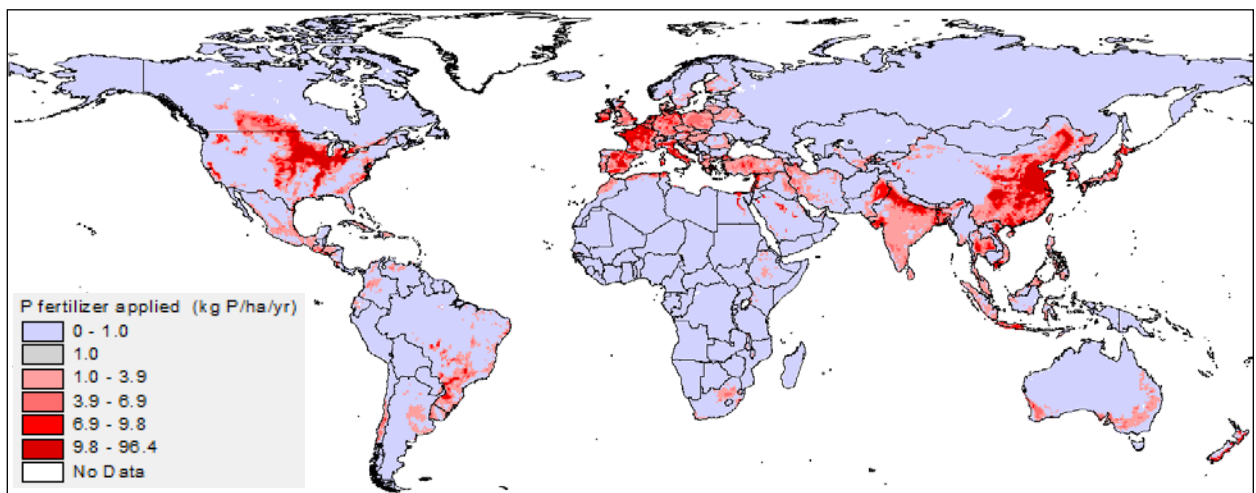 P fertilizer applied (kg P/ha/yr)
0 - 1.0
1.0
1.0 - 3.9
3.9 - 6.9
6.9 - 9.8
9.8 - 96.4
No Data